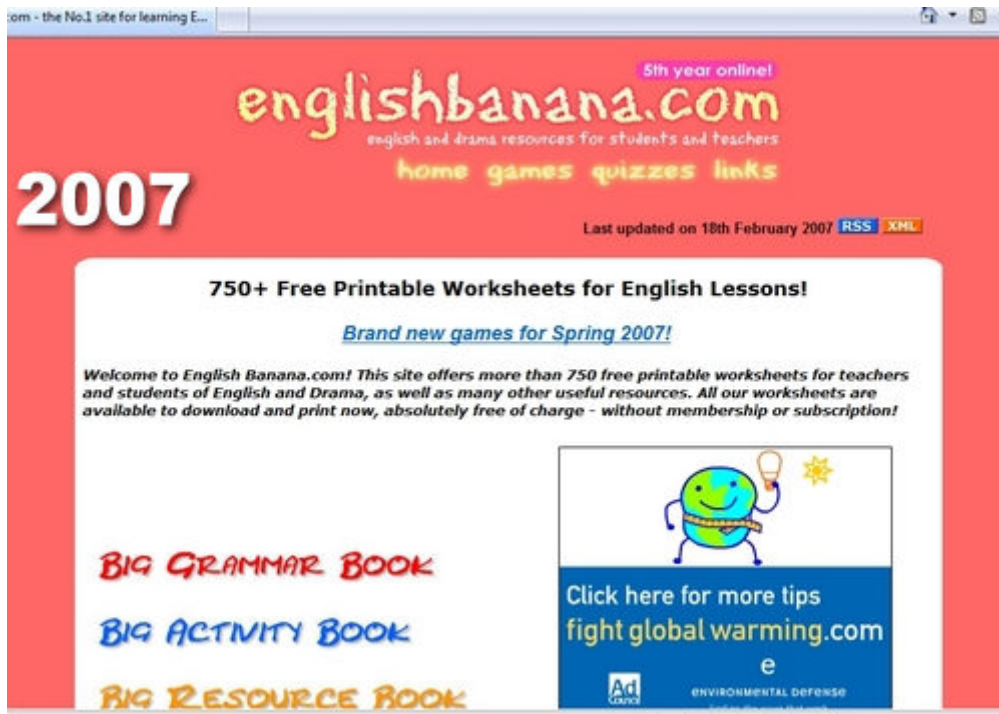 com - the No.1 site for learning E...
5th year online!
englishbanana.com
english and drama resources for students and teachers
home games quizzes links
2007
Last updated on 18th February 2007 RSS XML
750+ Free Printable Worksheets for English Lessons!
Brand new games for Spring 2007!
Welcome to English Banana.com! This site offers more than 750 free printable worksheets for teachers
and students of English and Drama, as well as many other useful resources. All our worksheets are
available to download and print now, absolutely free of charge - without membership or subscription!
BIG GRAMMAR BOOK
BIG ACTIVITY BOOK
BIG RESOURCE BOOK
Click here for more tips
fight global warming.com
e
Ad
Council
ENVIRONMENTAL DEFENSE